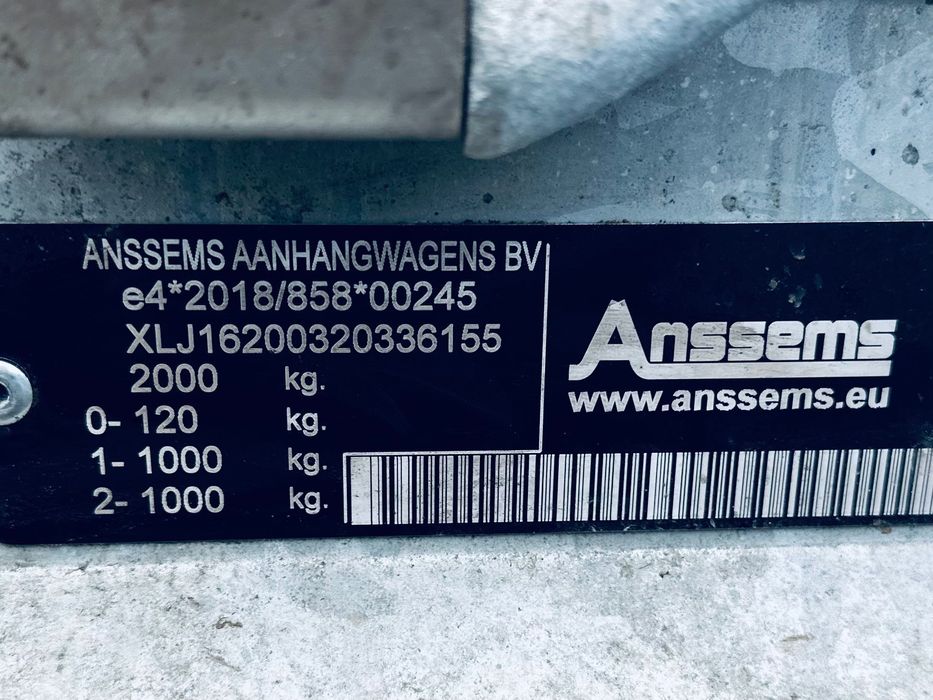 ANSSEMS AANHANGWAGENS BV
e4*2018/858*00245
XLJ16200320336155
2000 kg.
0- 120 kg.
1- 1000 kg.
2- 1000 kg.
Anssems
www.anssems.eu